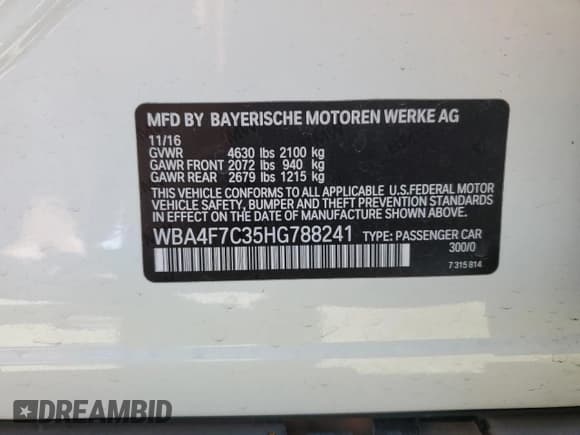 MFD BY BAYERISCHE MOTOREN WERKE AG
11/16
GVWR 4630 lbs 2100 kg
GAWR FRONT 2072 lbs 940 kg
GAWR REAR 2679 lbs 1215 kg
THIS VEHICLE CONFORMS TO ALL APPLICABLE U.S.FEDERAL MOTOR
VEHICLE SAFETY, BUMPER AND THEFT PREVENTION STANDARDS
IN EFFECT ON THE DATE OF MANUFACTURE SHOWN ABOVE.
WBA4F7C35HG788241 TYPE: PASSENGER CAR
300/0
7 315 814
DREAMBID